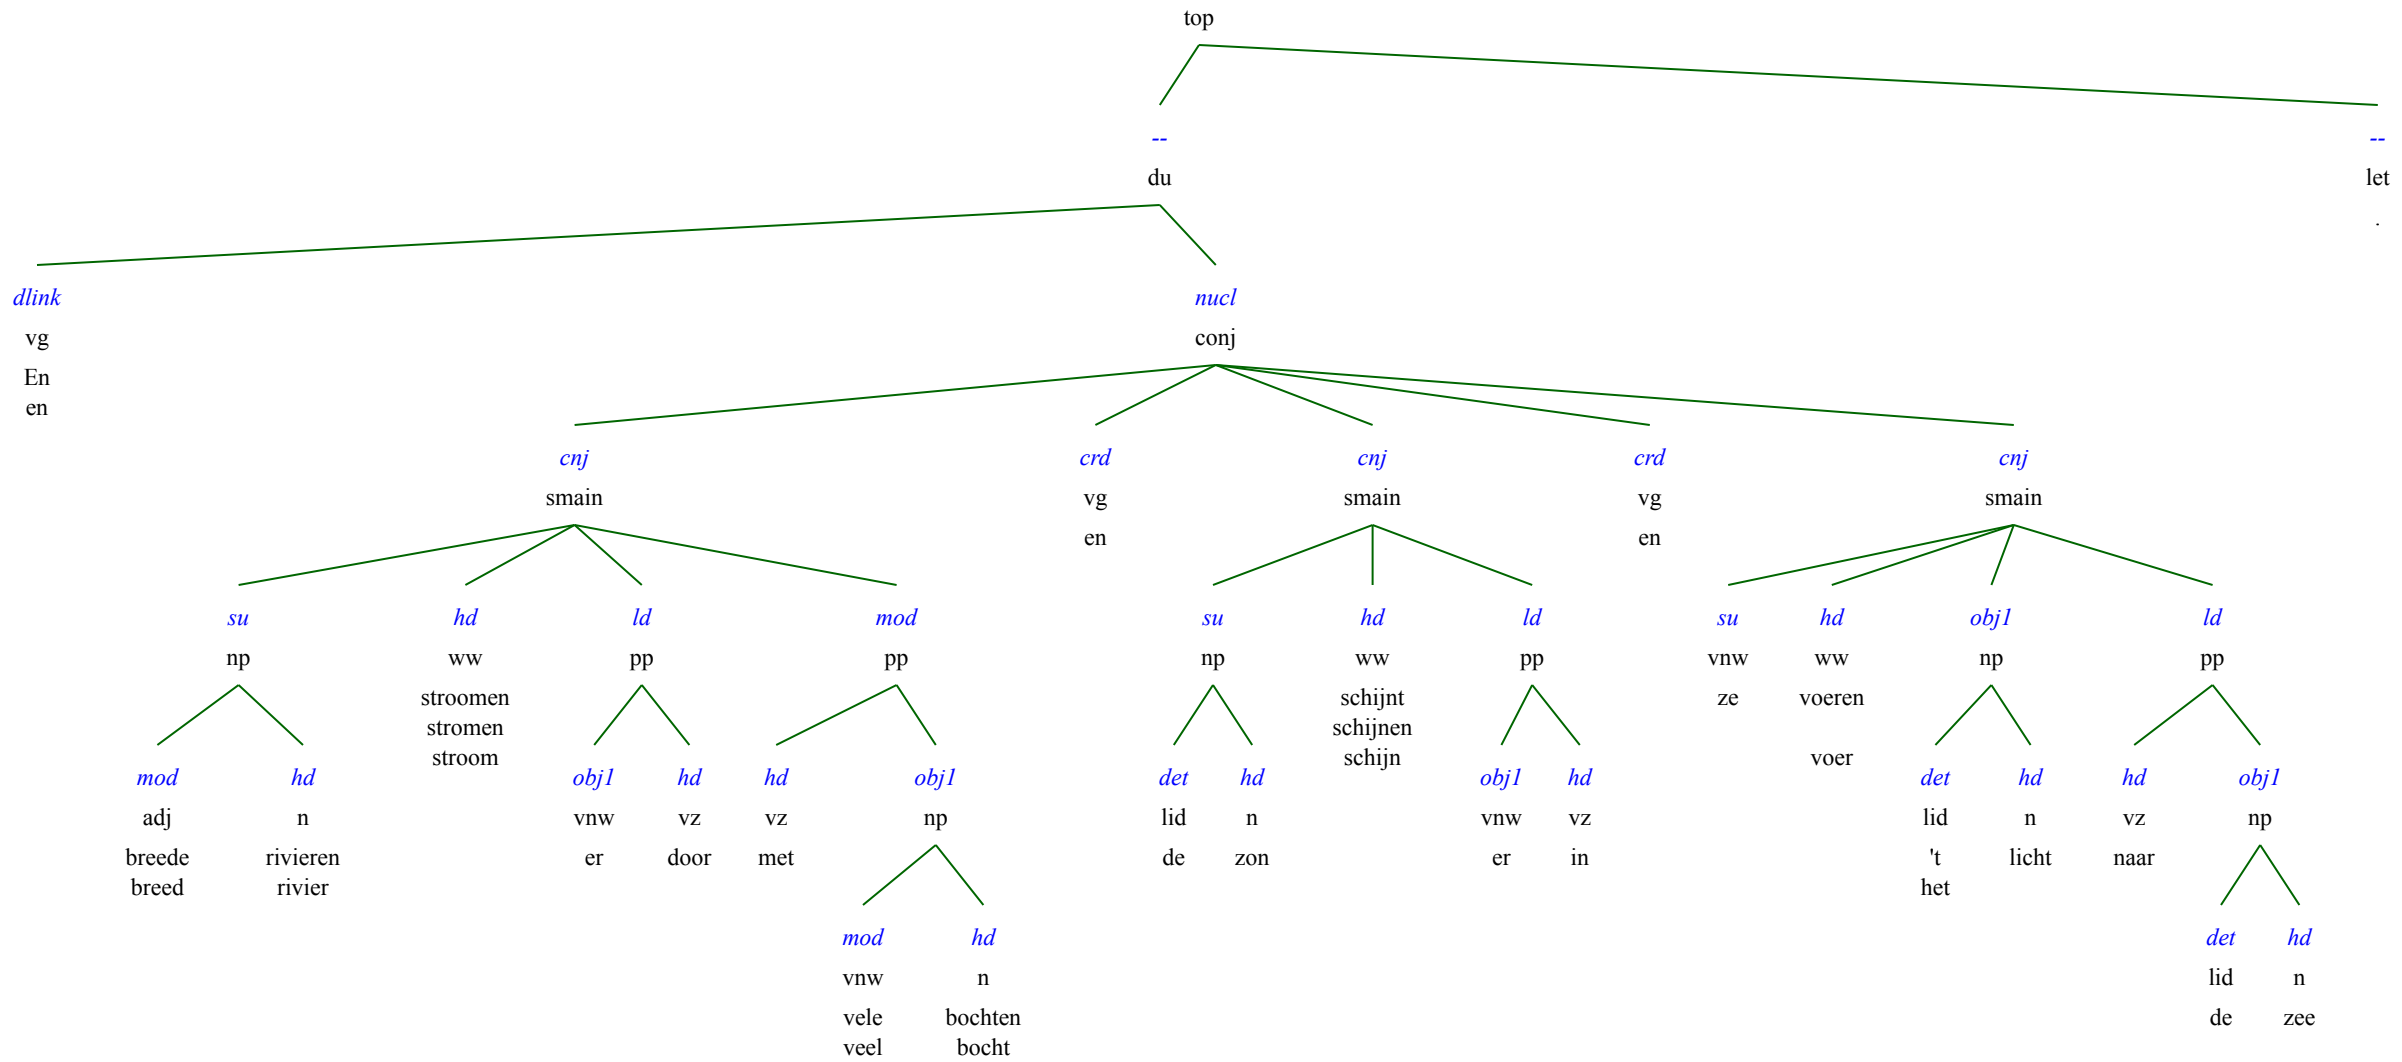 top
-- --
du let
.
dlink nucl
vg conj
En
en
cnj crd cnj crd cnj
smain vg smain vg smain
en en
su hd ld mod su hd ld su hd obj1 ld
np ww pp pp np ww pp vnw ww np pp
stroomen schijnt ze voeren
stromen schijnen
stroom schijn voer
mod hd obj1 hd hd obj1 det hd obj1 hd det hd hd obj1
adj n vnw vz vz np lid n vnw vz lid n vz np
breede rivieren er door met de zon er in 't licht naar
breed rivier het
mod hd det hd
vnw n lid n
vele bochten de zee
veel bocht